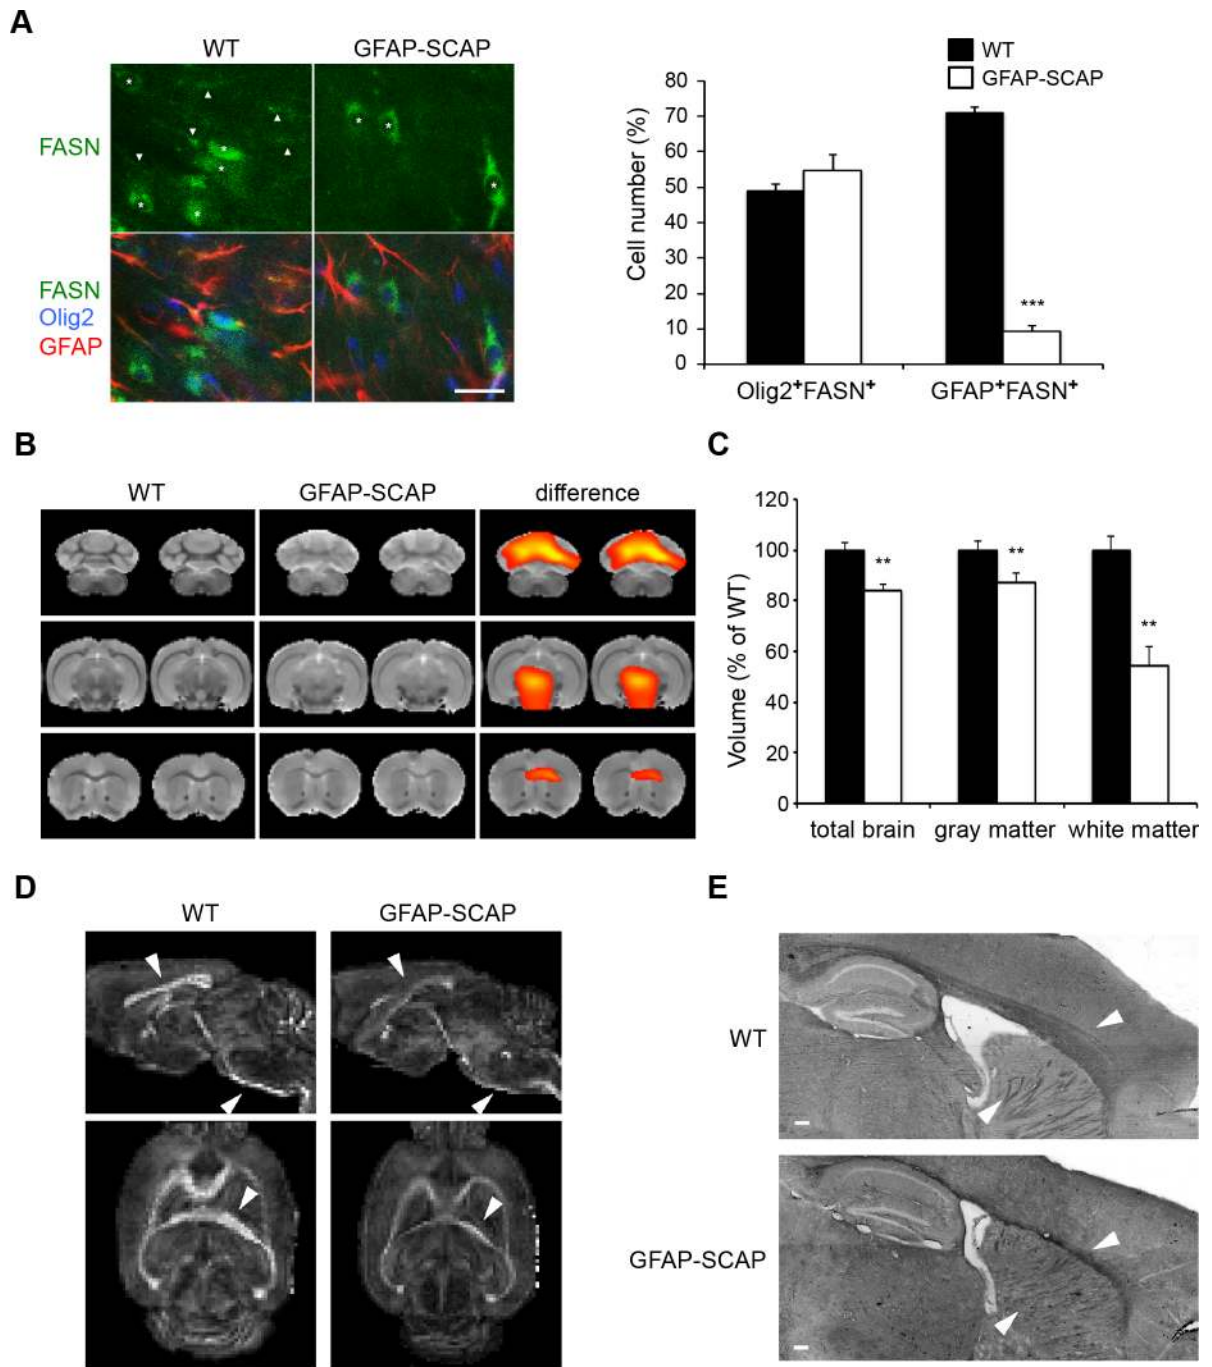 A
WT GFAP-SCAP
FASN
FASN
Olig2
GFAP
WT
GFAP-SCAP
Cell number (%)
80
70
60
50
40
30
20
10
0
***
Olig2+FASN+ GFAP+FASN+
B
WT GFAP-SCAP difference
C
Volume (% of WT)
120
100
80
60
40
20
0
** ** **
total brain gray matter white matter
D
WT GFAP-SCAP
E
WT
GFAP-SCAP